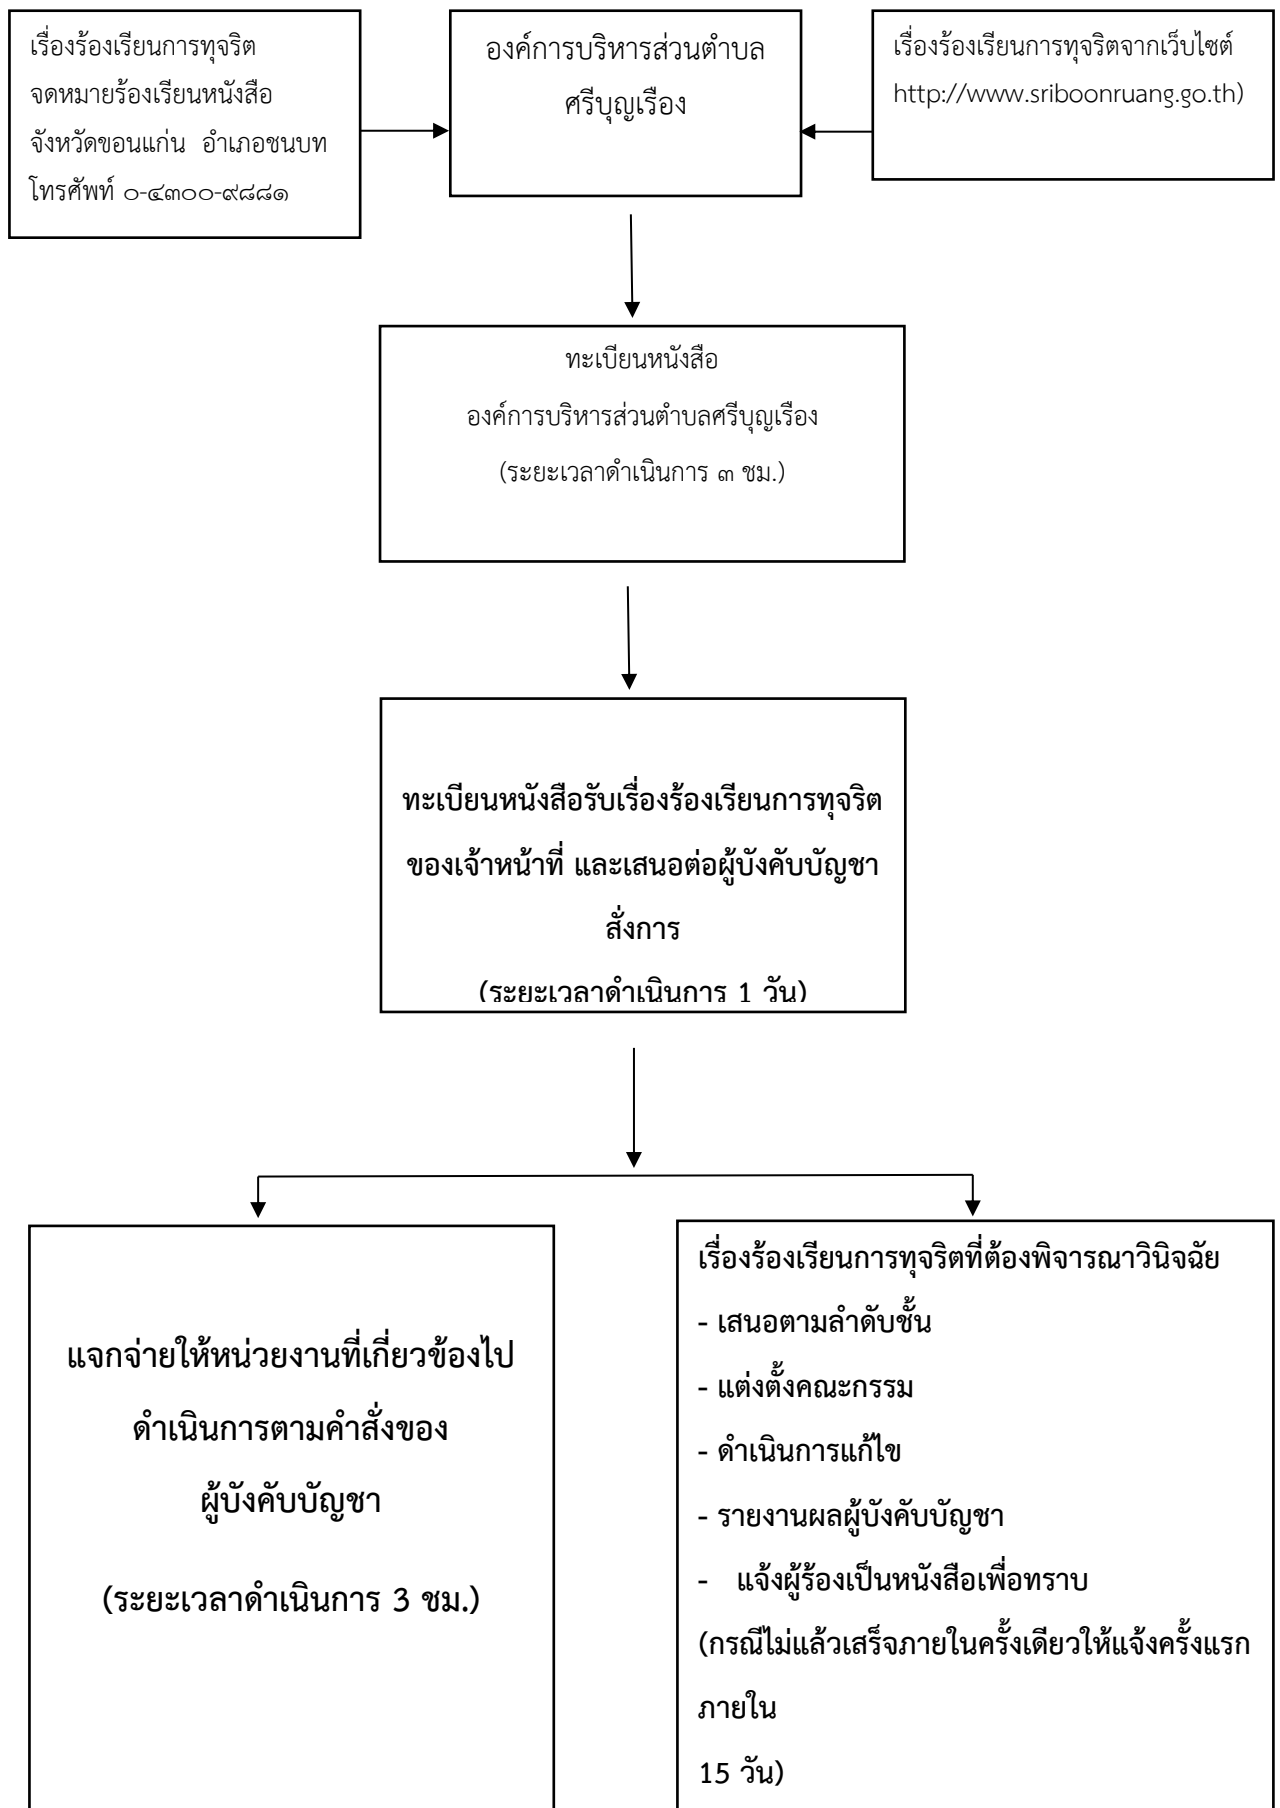 เรื่องร้องเรียนการทุจริต
จดหมายร้องเรียนหนังสือ
จังหวัดขอนแก่น อำเภอชนบท
โทรศัพท์ ๐-๔๓๐๐-๙๘๘๑
องค์การบริหารส่วนตำบล
ศรีบุญเรือง
เรื่องร้องเรียนการทุจริตจากเว็บไซต์
http://www.sriboonruang.go.th)
ทะเบียนหนังสือ
องค์การบริหารส่วนตำบลศรีบุญเรือง
(ระยะเวลาดำเนินการ ๓ ชม.)
ทะเบียนหนังสือรับเรื่องร้องเรียนการทุจริต
ของเจ้าหน้าที่ และเสนอต่อผู้บังคับบัญชา
สั่งการ
(ระยะเวลาดำเนินการ 1 วัน)
แจกจ่ายให้หน่วยงานที่เกี่ยวข้องไป
ดำเนินการตามคำสั่งของ
ผู้บังคับบัญชา
(ระยะเวลาดำเนินการ 3 ชม.)
เรื่องร้องเรียนการทุจริตที่ต้องพิจารณาวินิจฉัย
- เสนอตามลำดับชั้น
- แต่งตั้งคณะกรรม
- ดำเนินการแก้ไข
- รายงานผลผู้บังคับบัญชา
- แจ้งผู้ร้องเป็นหนังสือเพื่อทราบ
(กรณีไม่แล้วเสร็จภายในครั้งเดียวให้แจ้งครั้งแรก
ภายใน
15 วัน)